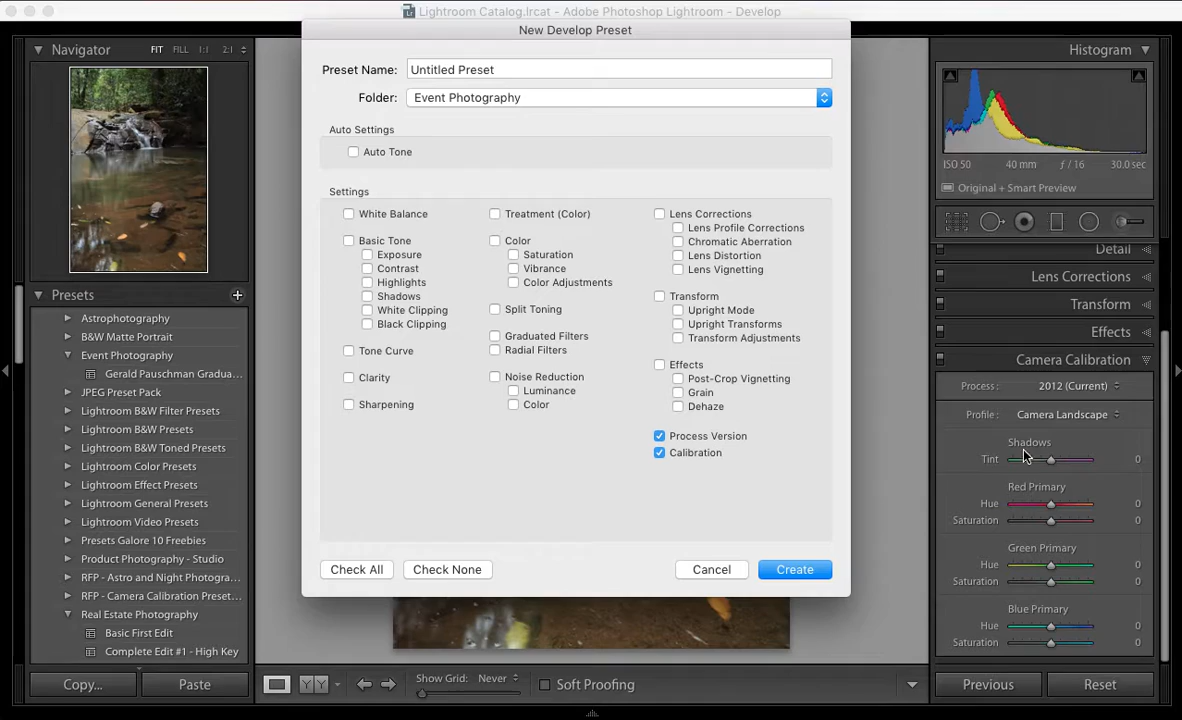 Lightroom Catalog.lrcat - Adobe Photoshop Lightroom - Develop
Navigator
FIT FILL 1:1 2:1
Presets
Astrophotography
B&W Matte Portrait
Event Photography
Gerald Pauschman Gradua...
JPEG Preset Pack
Lightroom B&W Filter Presets
Lightroom B&W Presets
Lightroom B&W Toned Presets
Lightroom Color Presets
Lightroom Effect Presets
Lightroom General Presets
Lightroom Video Presets
Presets Galore 10 Freebies
Product Photography - Studio
RFP - Astro and Night Photogra...
RFP - Camera Calibration Preset...
Real Estate Photography
Basic First Edit
Complete Edit #1 - High Key
Copy...
Paste
New Develop Preset
Preset Name: Untitled Preset
Folder: Event Photography
Auto Settings
Auto Tone
Settings
White Balance
Basic Tone
Exposure
Contrast
Highlights
Shadows
White Clipping
Black Clipping
Tone Curve
Clarity
Sharpening
Treatment (Color)
Color
Saturation
Vibrance
Color Adjustments
Split Toning
Graduated Filters
Radial Filters
Noise Reduction
Luminance
Color
Lens Corrections
Lens Profile Corrections
Chromatic Aberration
Lens Distortion
Lens Vignetting
Transform
Upright Mode
Upright Transforms
Transform Adjustments
Effects
Post-Crop Vignetting
Grain
Dehaze
Process Version
Calibration
Check All
Check None
Cancel
Create
YY
Show Grid: Never
Soft Proofing
Histogram
ISO 50 40 mm f / 16 30.0 sec
Original + Smart Preview
Detail
Lens Corrections
Transform
Effects
Camera Calibration
Process : 2012 (Current)
Profile : Camera Landscape
Shadows
Tint 0
Red Primary
Hue 0
Saturation 0
Green Primary
Hue 0
Saturation 0
Blue Primary
Hue 0
Saturation 0
Previous
Reset